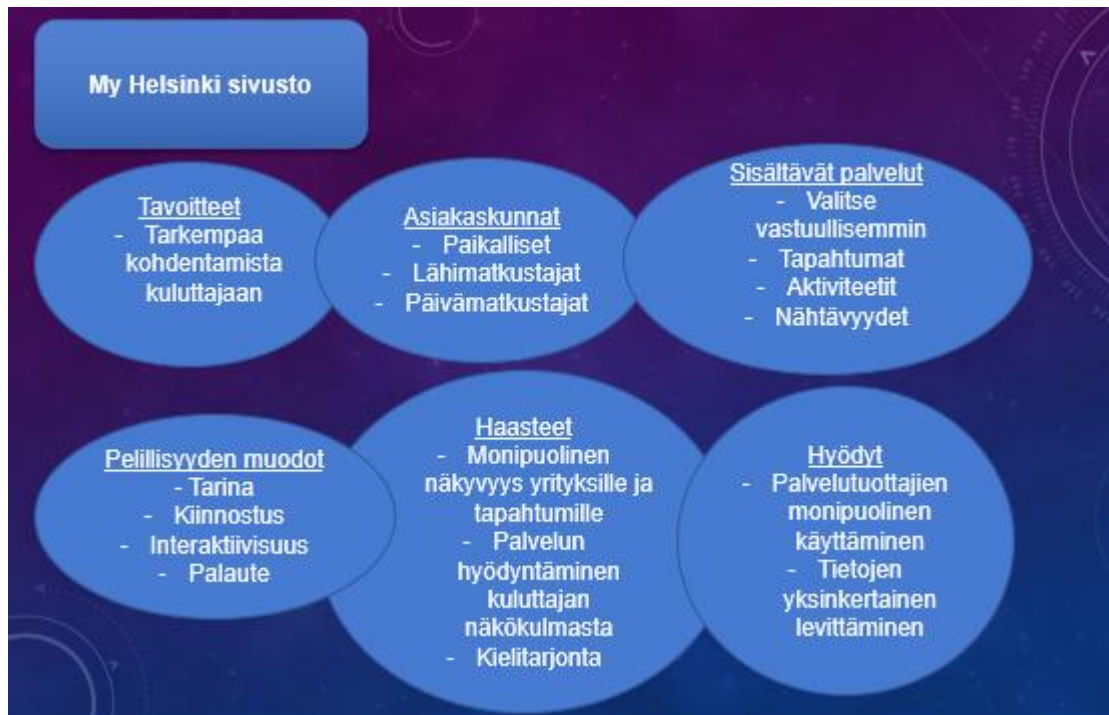 My Helsinki sivusto
Tavoitteet
- Tarkempaa
kohdentamista
kuluttajaan
Asiakaskunnat
- Paikalliset
- Lähimatkustajat
- Päivämatkustajat
Sisältävät palvelut
- Valitse
vastuullisemmin
- Tapahtumat
- Aktiviteetit
- Nähtävyydet
Pelillisyyden muodot
- Tarina
- Kiinnostus
- Interaktiivisuus
- Palaute
Haasteet
- Monipuolinen
näkyvyys yrityksille ja
tapahtumille
- Palvelun
hyödyntäminen
kuluttajan
näkökulmasta
- Kielitarjonta
Hyödyt
- Palvelutuottajien
monipuolinen
käyttäminen
- Tietojen
yksinkertainen
levittäminen